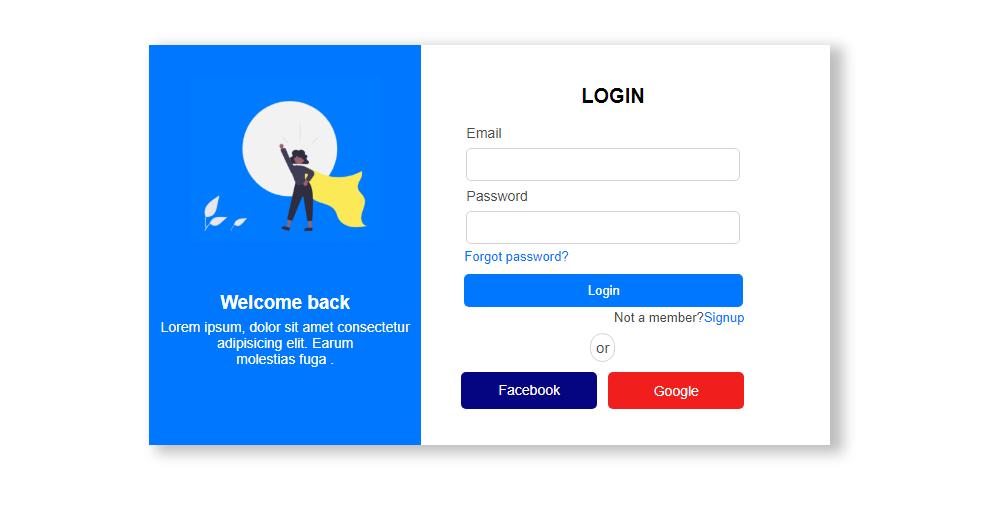 Welcome back
Lorem ipsum, dolor sit amet consectetur
adipisicing elit. Earum
molestias fuga .
LOGIN
Email
Password
Forgot password?
Login
Not a member?Signup
or
Facebook
Google